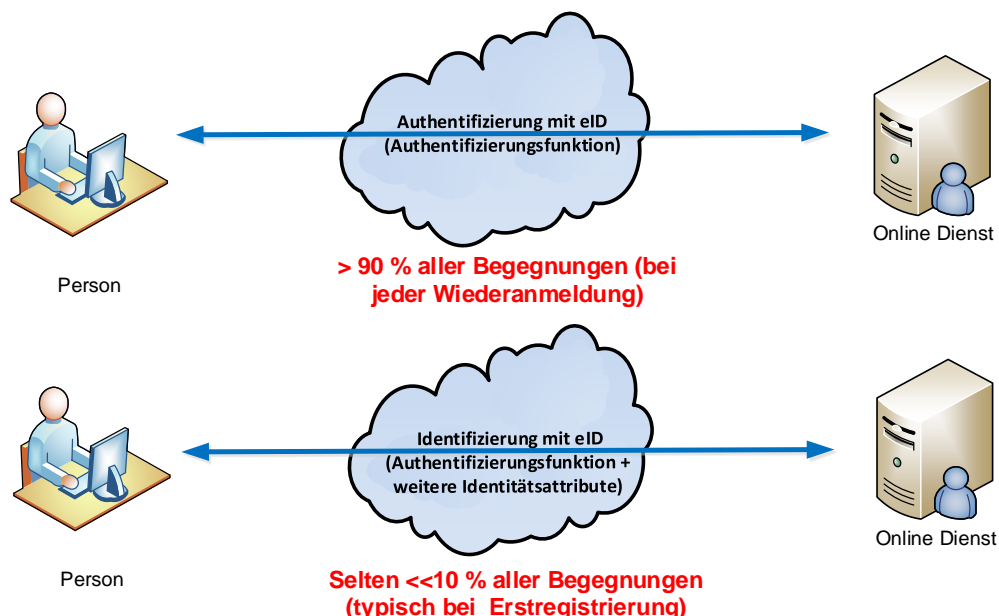 Authentifizierung mit eID
(Authentifizierungsfunktion)
Online Dienst
Person
> 90 % aller Begegnungen (bei
jeder Wiederanmeldung)
Identifizierung mit eID
(Authentifizierungsfunktion +
weitere Identitätsattribute)
Online Dienst
Person
Selten <<10 % aller Begegnungen
(typisch bei Erstregistrierung)